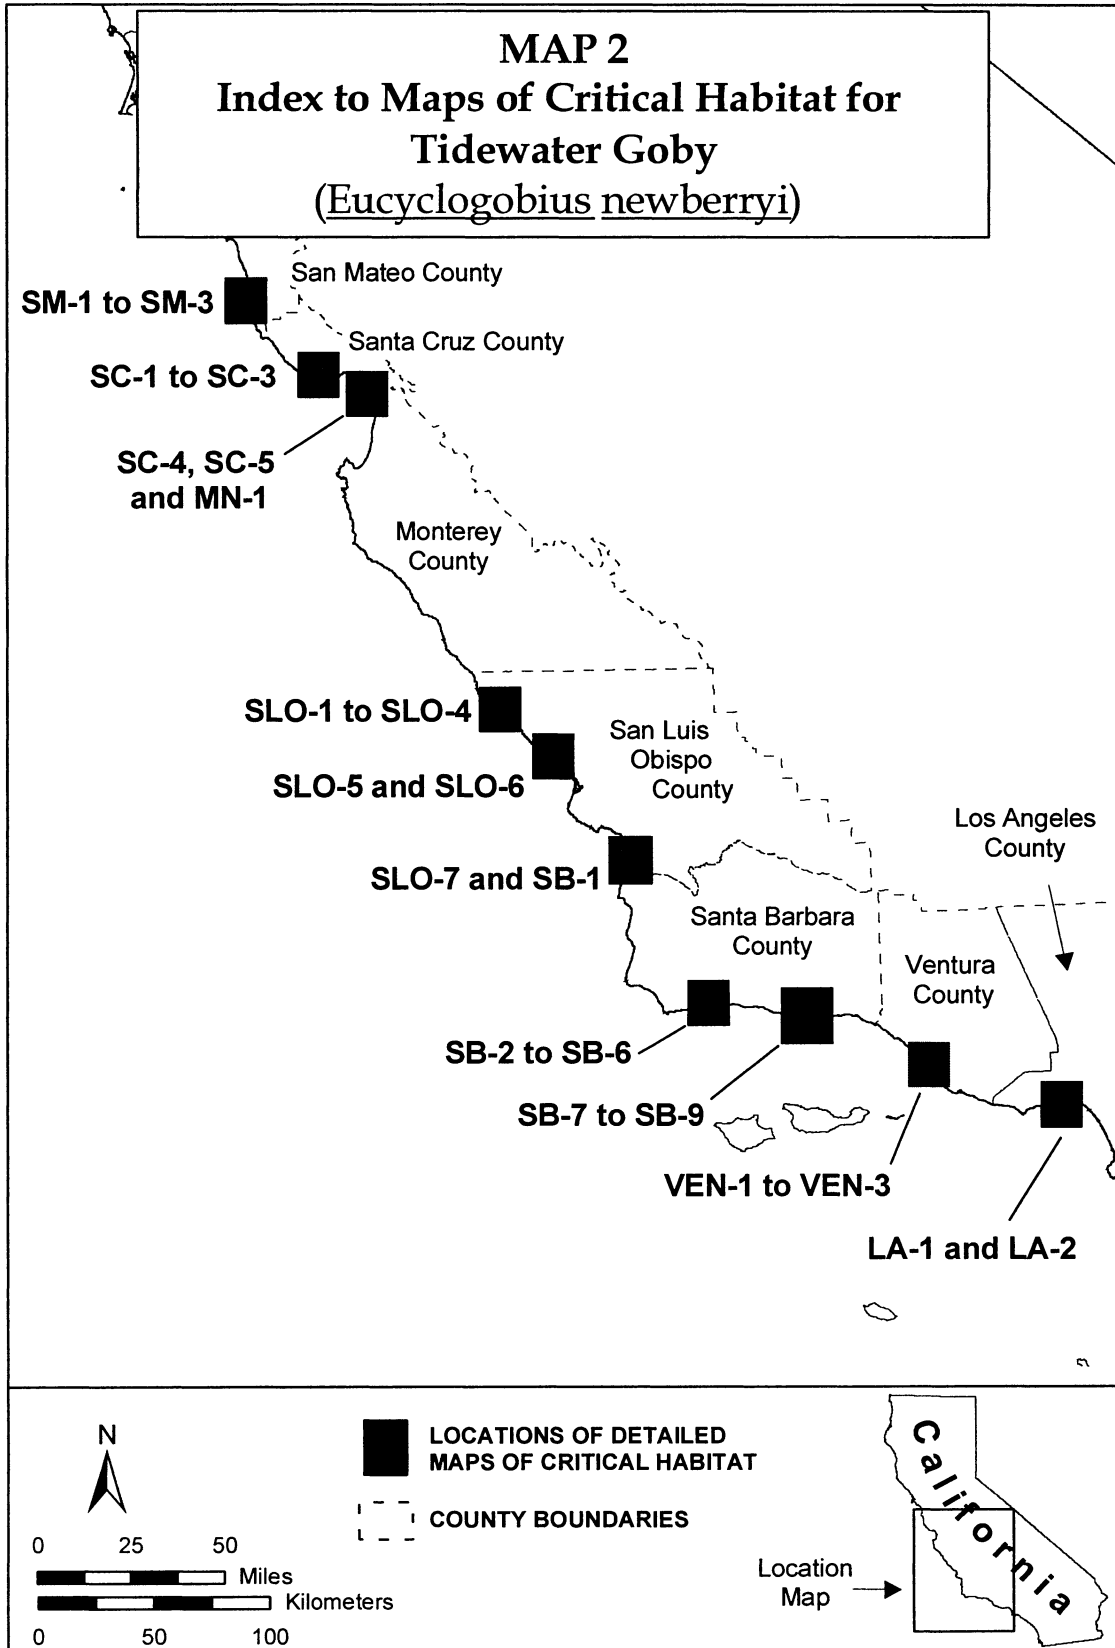 MAP 2
Index to Maps of Critical Habitat for
Tidewater Goby
(Eucyclogobius newberryi)
San Mateo County
SM-1 to SM-3
Santa Cruz County
SC-1 to SC-3
SC-4, SC-5
and MN-1
Monterey
County
SLO-1 to SLO-4
San Luis
Obispo
County
SLO-5 and SLO-6
Los Angeles
County
SLO-7 and SB-1
Santa Barbara
County
Ventura
County
SB-2 to SB-6
SB-7 to SB-9
VEN-1 to VEN-3
LA-1 and LA-2
N
LOCATIONS OF DETAILED
MAPS OF CRITICAL HABITAT
COUNTY BOUNDARIES
0 25 50
Miles
Kilometers
0 50 100
California
Location
Map